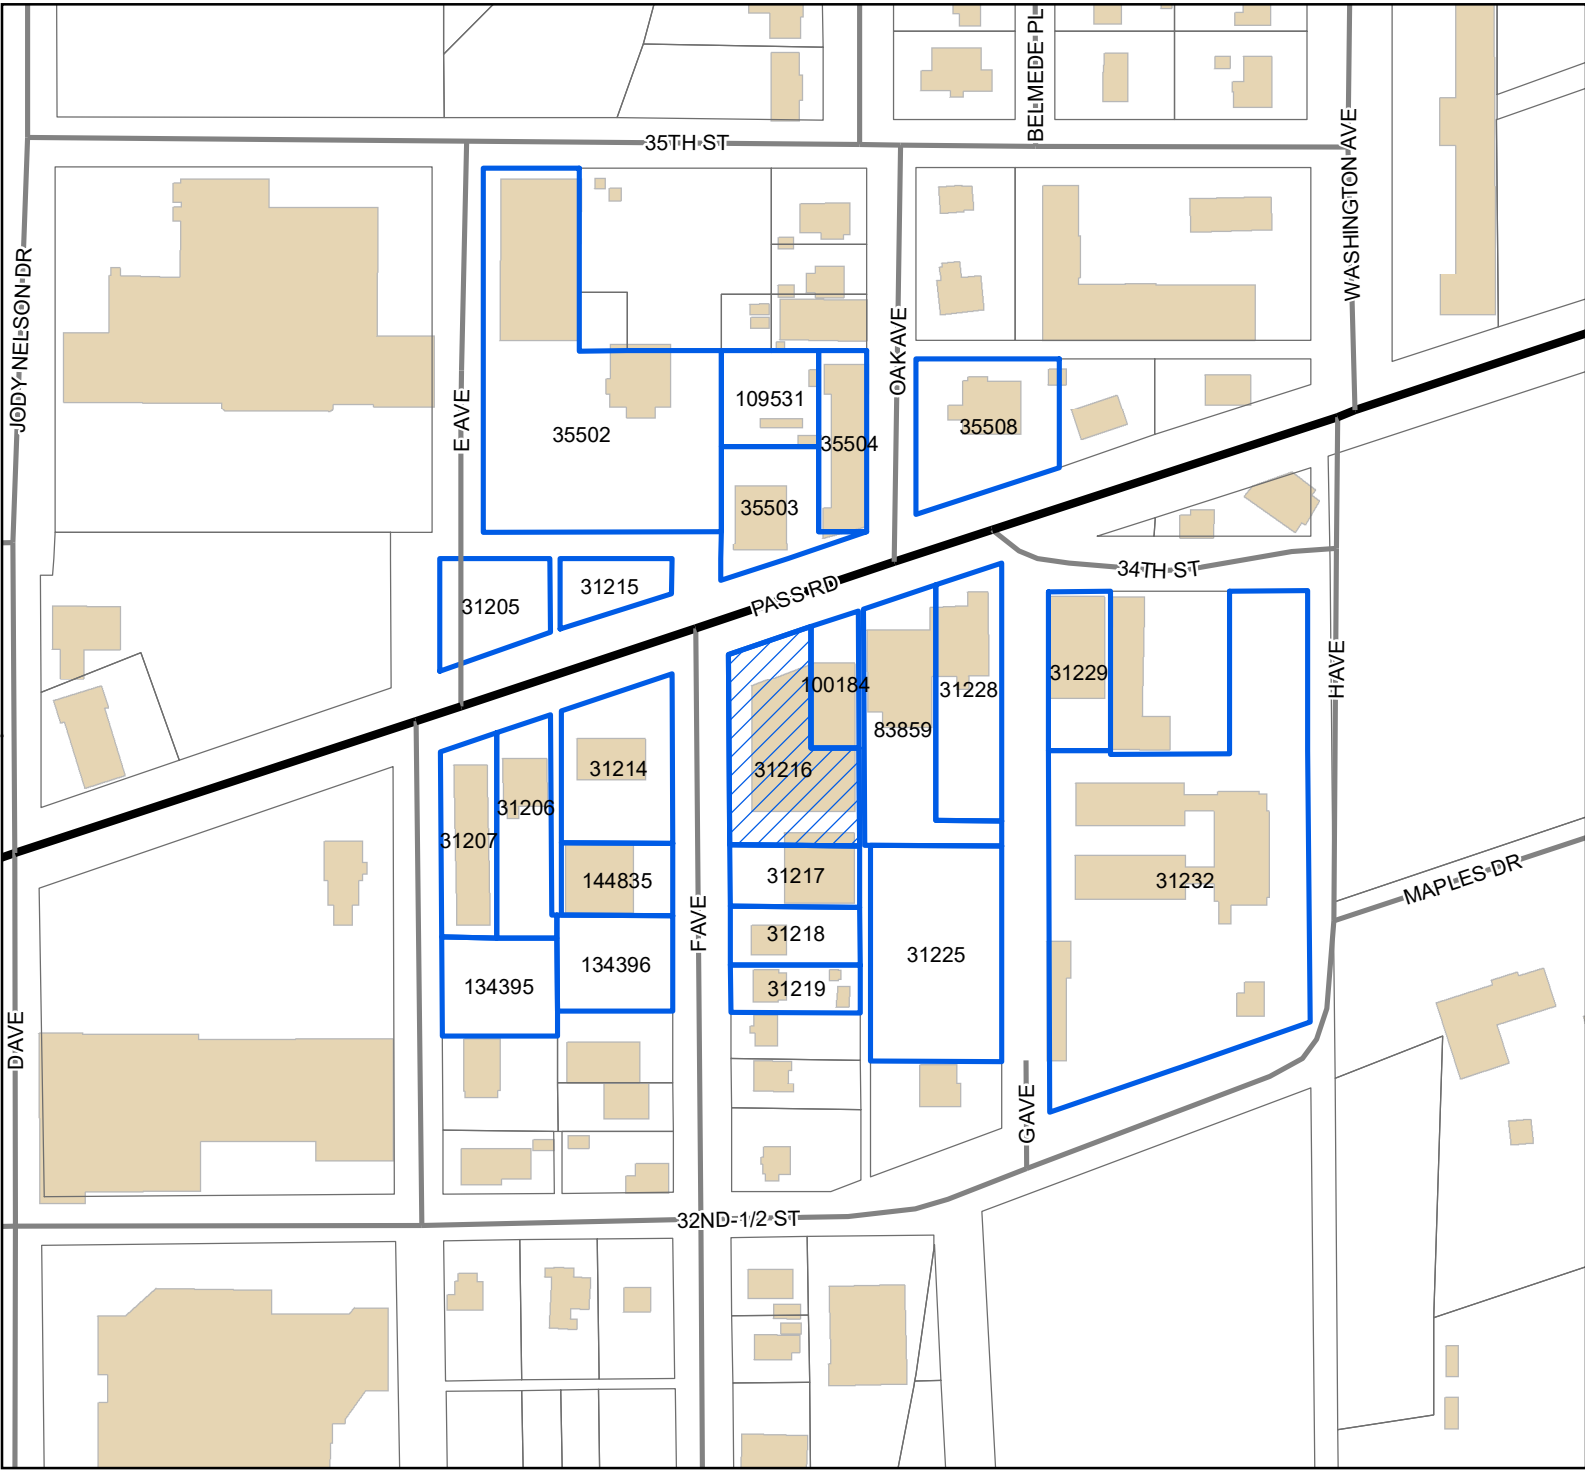 BELMEDE PL
35TH ST
WASHINGTON AVE
JODY NELSON DR
OAK AVE
E AVE
109531
35502
35504
35508
35503
34TH ST
31215
PASS RD
31205
H AVE
31229
100184
31228
83859
31214
31216
31206
31207
31217
144835
31232
MAPLES DR
F AVE
31218
31225
134396
134395
31219
D AVE
G AVE
32ND-1/2 ST